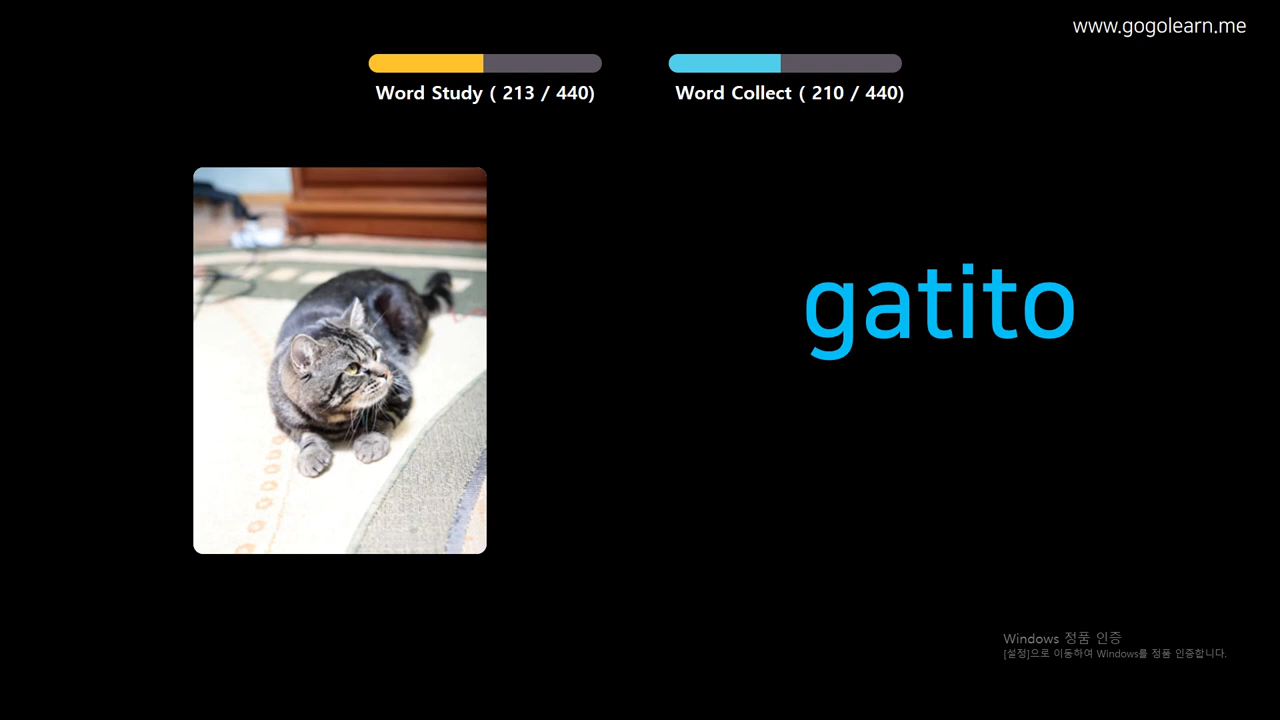 www.gogolearn.me
Word Study ( 213 / 440)
Word Collect ( 210 / 440)
gatito
Windows 정품 인증
[설정]으로 이동하여 Windows를 정품 인증합니다.